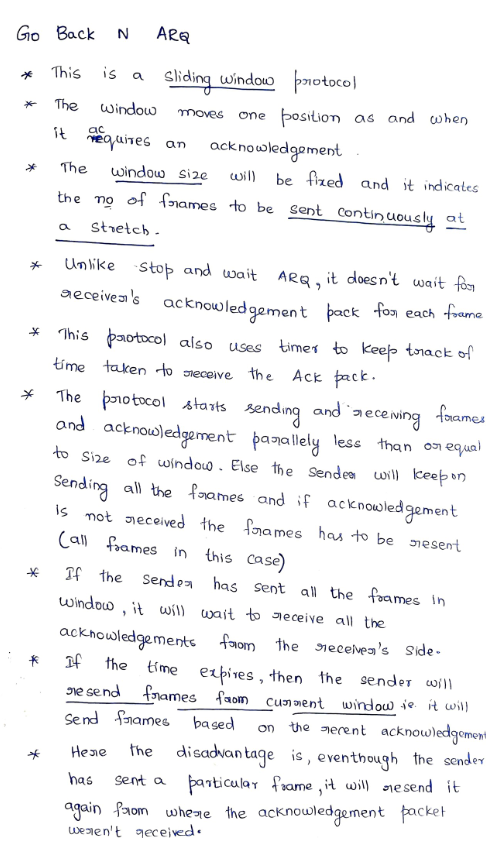 Go Back N ARQ
* This is a sliding window protocol
* The window moves one position as and when
it acquires an acknowledgement.
* The window size will be fixed and it indicates
the no of frames to be sent continuously at
a stretch.
* Unlike stop and wait ARQ, it doesn't wait for
receiver's acknowledgement pack for each frame
* This protocol also uses timer to keep track of
time taken to receive the Ack pack.
* The protocol starts sending and receiving frames
and acknowledgement parallely less than or equal
to size of window. Else the sender will keep on
sending all the frames and if acknowledgement
is not received the frames has to be resent
(all frames in this case)
* If the sender has sent all the frames in
window, it will wait to receive all the
acknowledgements from the receiver's side.
* If the time expires, then the sender will
resend frames from current window ie it will
send frames based on the recent acknowledgement
* Here the disadvantage is, eventhough the sender
has sent a particular frame, it will resend it
again from where the acknowledgement packet
weren't received.